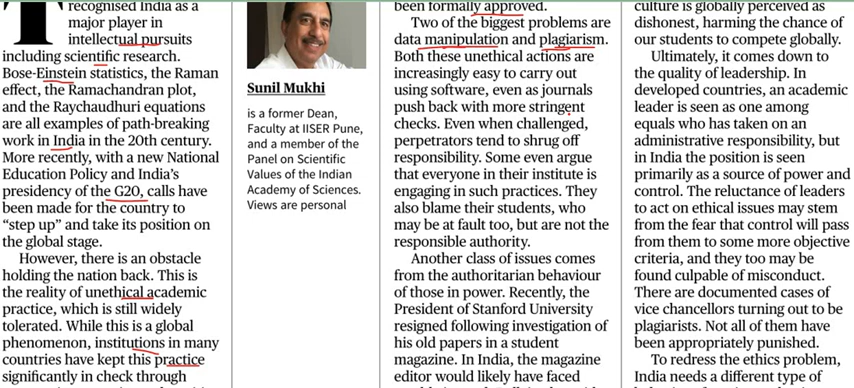 T
recognised India as a
major player in
intellectual pursuits
including scientific research.
Bose-Einstein statistics, the Raman
effect, the Ramachandran plot,
and the Raychaudhuri equations
are all examples of path-breaking
work in India in the 20th century.
More recently, with a new National
Education Policy and India's
presidency of the G20, calls have
been made for the country to
“step up” and take its position on
the global stage.
However, there is an obstacle
holding the nation back. This is
the reality of unethical academic
practice, which is still widely
tolerated. While this is a global
phenomenon, institutions in many
countries have kept this practice
significantly in check through
Sunil Mukhi
is a former Dean,
Faculty at IISER Pune,
and a member of the
Panel on Scientific
Values of the Indian
Academy of Sciences.
Views are personal
been formally approved.
Two of the biggest problems are
data manipulation and plagiarism.
Both these unethical actions are
increasingly easy to carry out
using software, even as journals
push back with more stringent
checks. Even when challenged,
perpetrators tend to shrug off
responsibility. Some even argue
that everyone in their institute is
engaging in such practices. They
also blame their students, who
may be at fault too, but are not the
responsible authority.
Another class of issues comes
from the authoritarian behaviour
of those in power. Recently, the
President of Stanford University
resigned following investigation of
his old papers in a student
magazine. In India, the magazine
editor would likely have faced
culture is globally perceived as
dishonest, harming the chance of
our students to compete globally.
Ultimately, it comes down to
the quality of leadership. In
developed countries, an academic
leader is seen as one among
equals who has taken on an
administrative responsibility, but
in India the position is seen
primarily as a source of power and
control. The reluctance of leaders
to act on ethical issues may stem
from the fear that control will pass
from them to some more objective
criteria, and they too may be
found culpable of misconduct.
There are documented cases of
vice chancellors turning out to be
plagiarists. Not all of them have
been appropriately punished.
To redress the ethics problem,
India needs a different type of